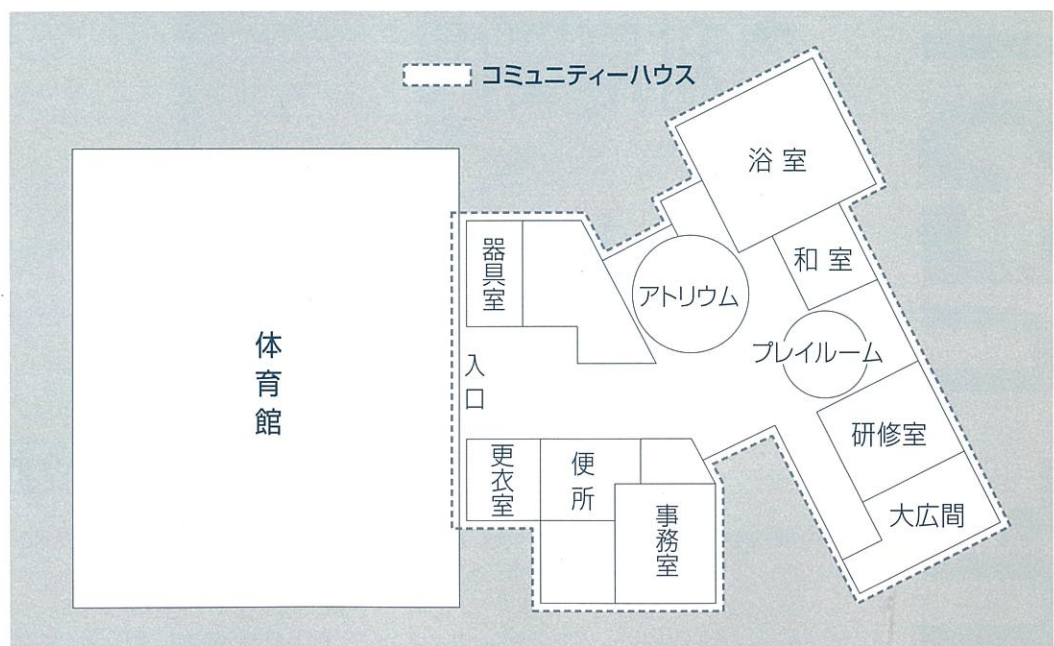 コミュニティーハウス
浴室
和室
器具室
アトリウム
体育館
入口
プレイルーム
研修室
更衣室
便所
事務室
大広間